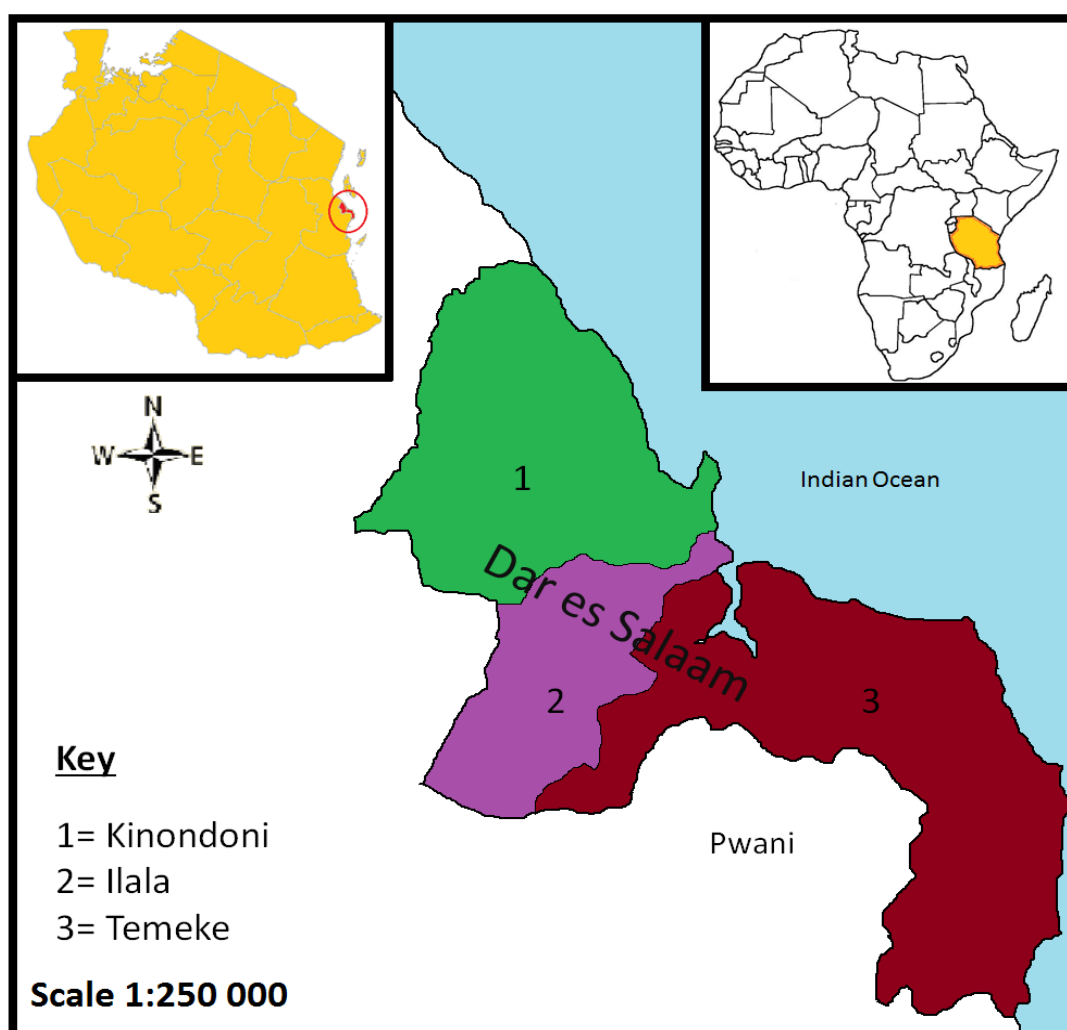 N
W E
S
1
Indian Ocean
Dar es Salaam
2
3
Key
Pwani
1= Kinondoni
2= Ilala
3= Temeke
Scale 1:250 000